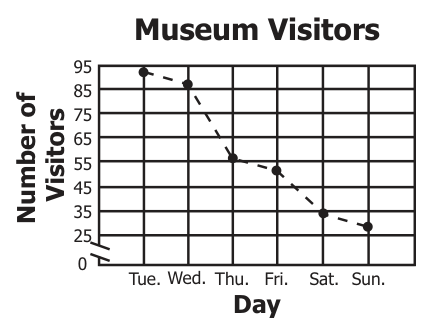 Museum Visitors
Number of
Visitors
95
85
75
65
55
45
35
25
0
Tue. Wed. Thu. Fri. Sat. Sun.
Day